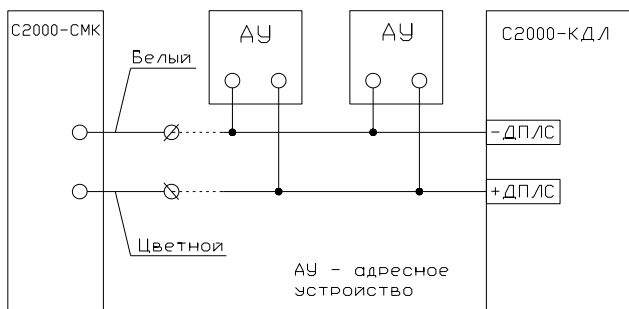 С2000-СМК
АУ
АУ
С2000-КДЛ
Белый
-ДПЛС
+ДПЛС
Цветной
АУ - адресное
устройство